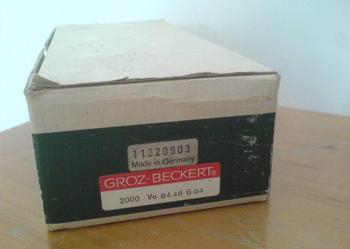 11320903
Made in Germany
GROZ-BECKERT®
2000 Vo 84.48 G 04